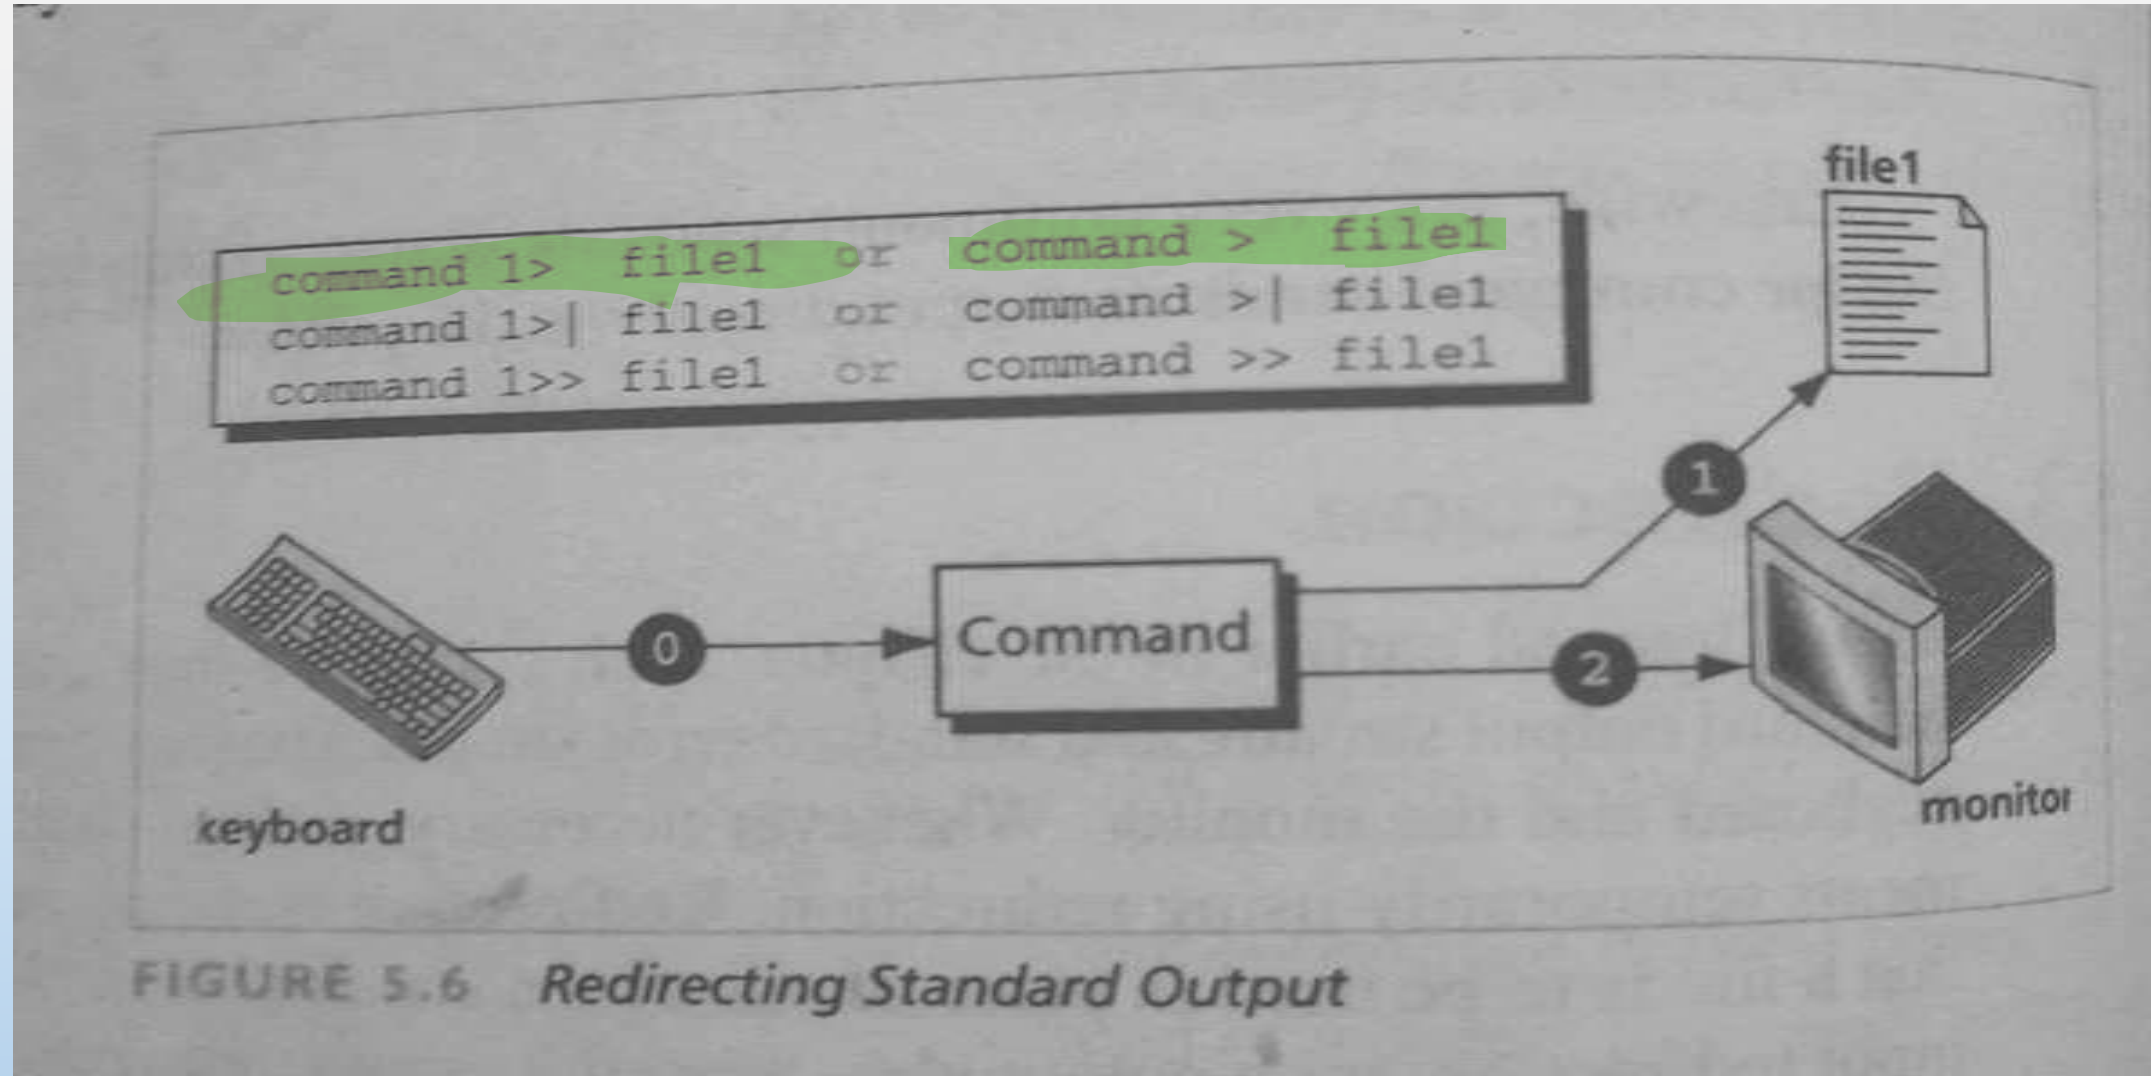 file1
command 1> file1 or command > file1
command 1>| file1 or command >| file1
command 1>> file1 or command >> file1
1
0
Command
2
keyboard
monitor
FIGURE 5.6 Redirecting Standard Output